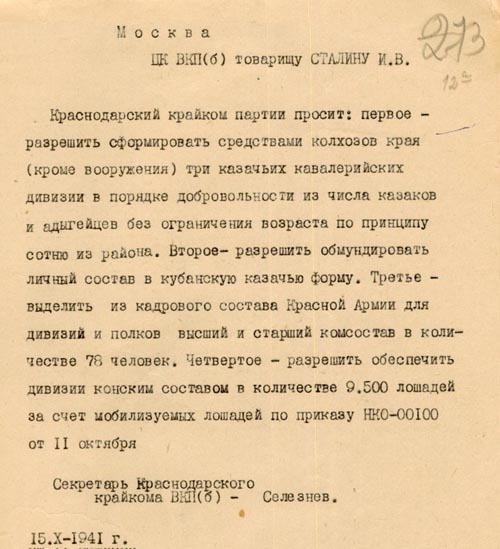 Москва
ЦК ВКП(б) товарищу СТАЛИНУ И.В.
273
12а
Краснодарский крайком партии просит: первое -
разрешить сформировать средствами колхозов края
(кроме вооружения) три казачьих кавалерийских
дивизии в порядке добровольности из числа казаков
и адыгейцев без ограничения возраста по принципу
сотню из района. Второе- разрешить обмундировать
личный состав в кубанскую казачью форму. Третье -
выделить из кадрового состава Красной Армии для
дивизий и полков высший и старший комсостав в коли-
честве 78 человек. Четвертое - разрешить обеспечить
дивизии конским составом в количестве 9.500 лошадей
за счет мобилизуемых лошадей по приказу НКО-00100
от II октября
Секретарь Краснодарского
крайкома ВКП(б) - Селезнев.
15.X-1941 г.